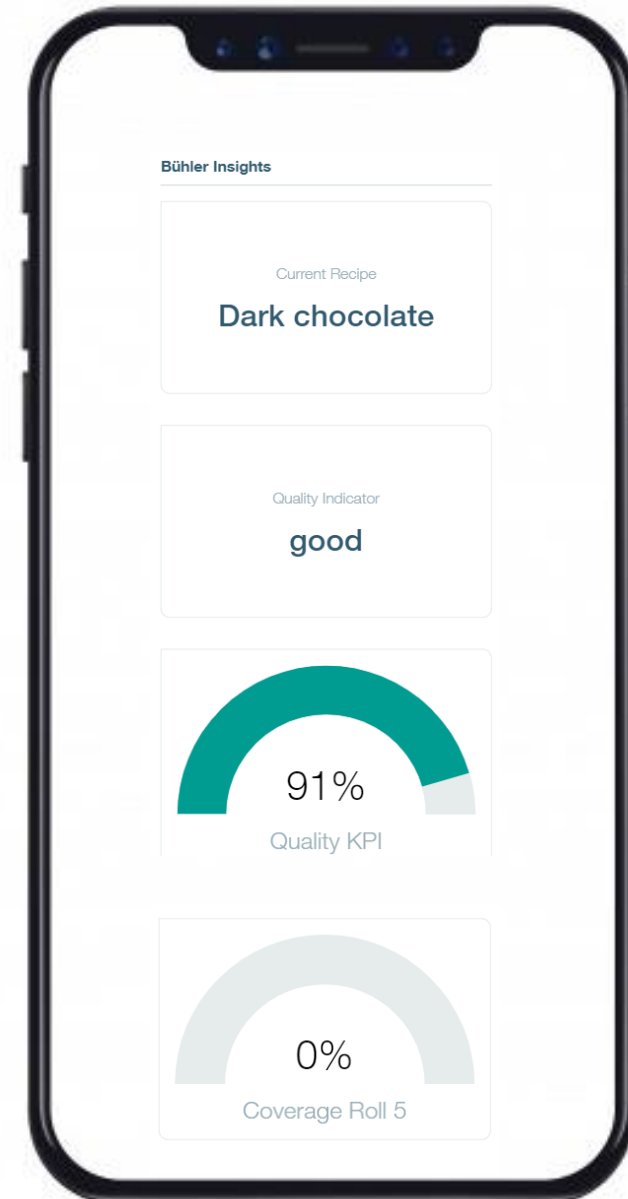 Bühler Insights
Current Recipe
Dark chocolate
Quality Indicator
good
91%
Quality KPI
0%
Coverage Roll 5